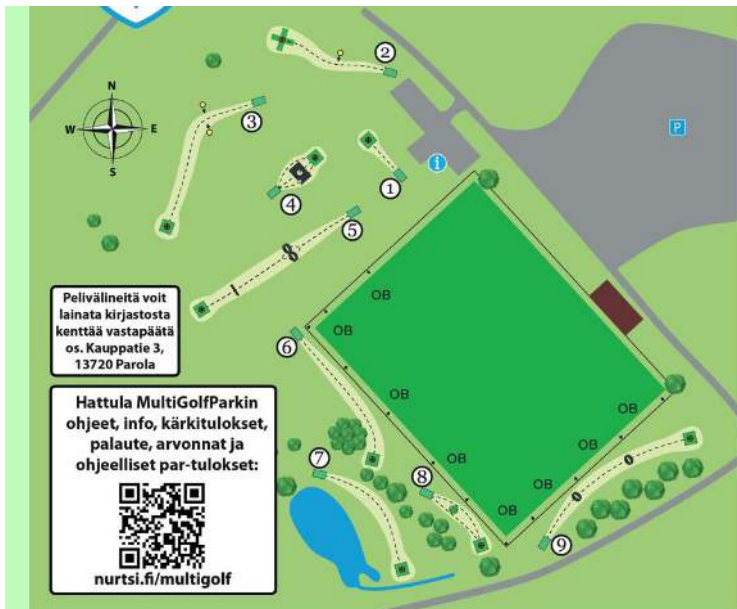 2
N
W E
S
3
P
i
1
4
5
OB
Pelivälineitä voit
lainata kirjastosta
kenttää vastapäätä
os. Kauppatie 3,
13720 Parola
OB
6
OB
Hattula MultiGolfParkin
ohjeet, info, kärkitulokset,
palaute, arvonnat ja
ohjeelliset par-tulokset:
OB
OB
OB
7
8
OB
OB
9
nurtsi.fi/multigolf